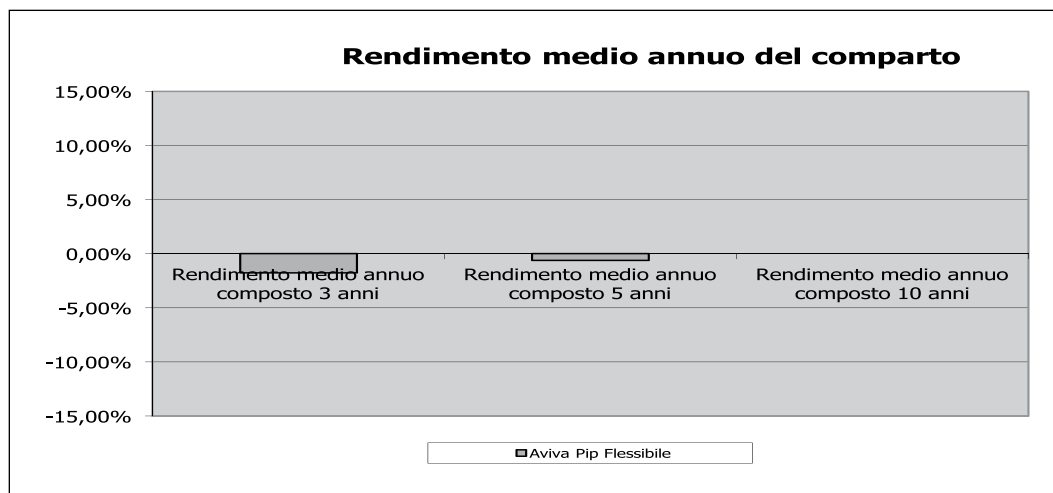 Rendimento medio annuo del comparto
15,00%
10,00%
5,00%
0,00%
-5,00%
-10,00%
-15,00%
Rendimento medio annuo
composto 3 anni
Rendimento medio annuo
composto 5 anni
Rendimento medio annuo
composto 10 anni
Aviva Pip Flessibile